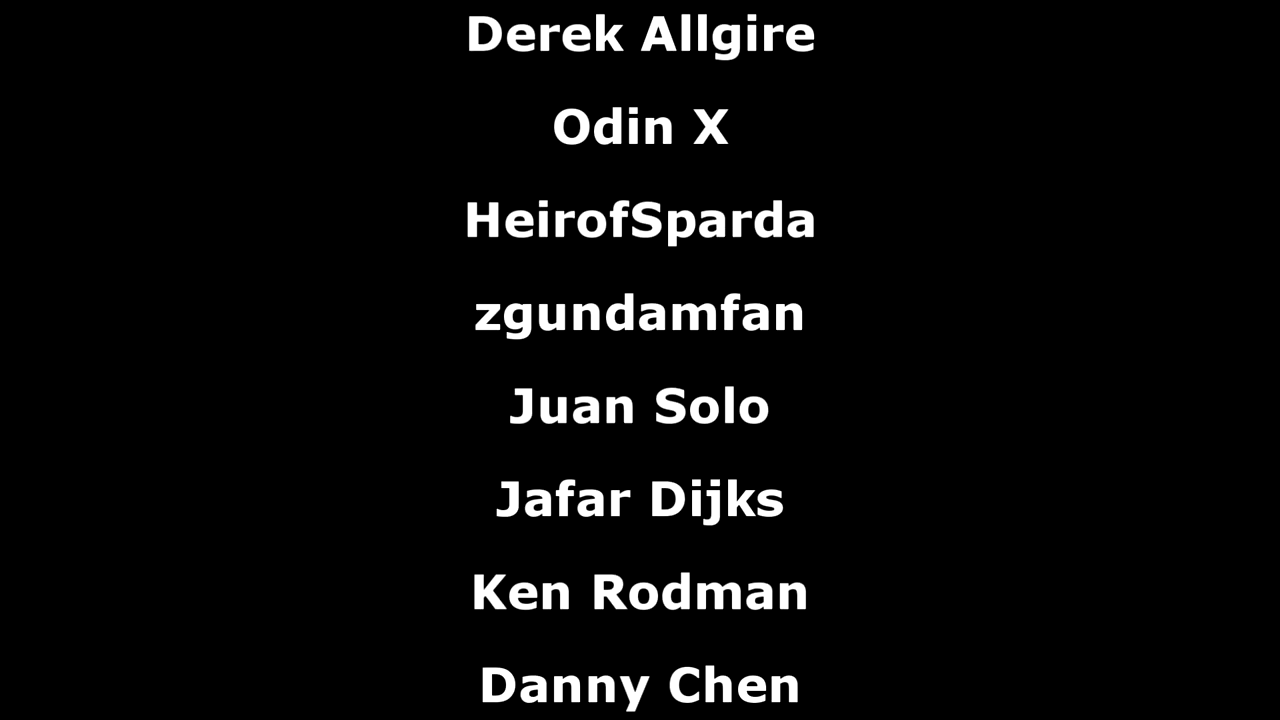 Derek Allgire
Odin X
HeirofSparda
zgundamfan
Juan Solo
Jafar Dijks
Ken Rodman
Danny Chen